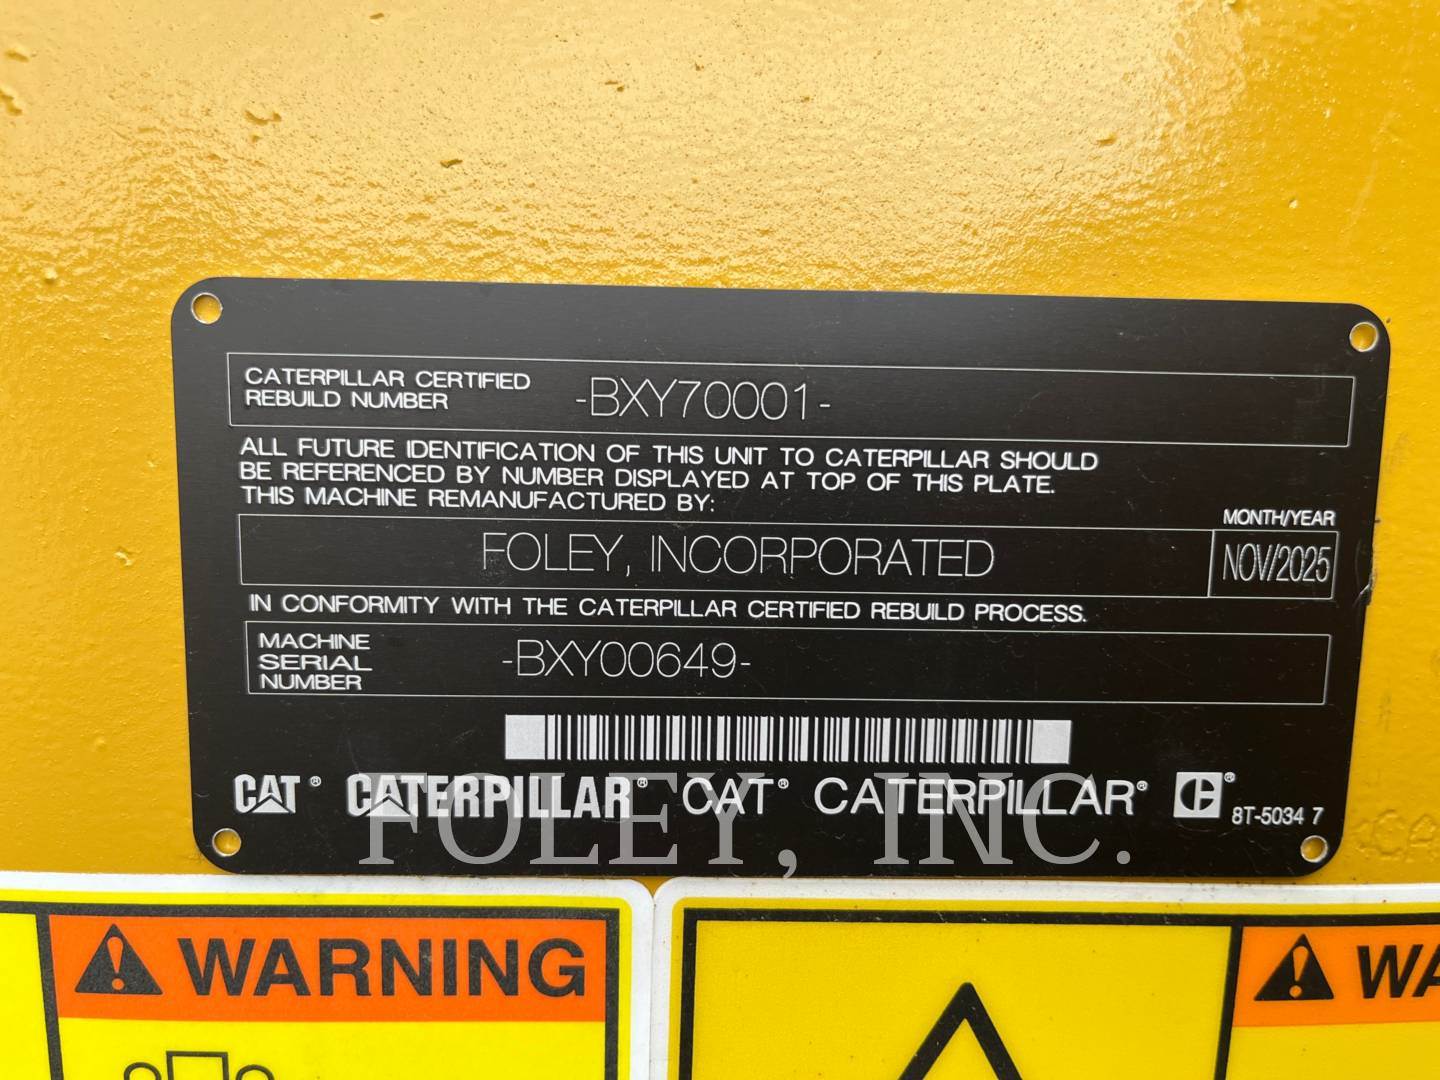 CATERPILLAR CERTIFIED
REBUILD NUMBER
-BXY70001-
ALL FUTURE IDENTIFICATION OF THIS UNIT TO CATERPILLAR SHOULD
BE REFERENCED BY NUMBER DISPLAYED AT TOP OF THIS PLATE.
THIS MACHINE REMANUFACTURED BY:
MONTH/YEAR
FOLEY, INCORPORATED
NOV/2025
IN CONFORMITY WITH THE CATERPILLAR CERTIFIED REBUILD PROCESS.
MACHINE
SERIAL
NUMBER
-BXY00649-
CAT® CATERPILLAR® CAT® CATERPILLAR® ®
8T-5034 7
FOLEY, INC.
WARNING